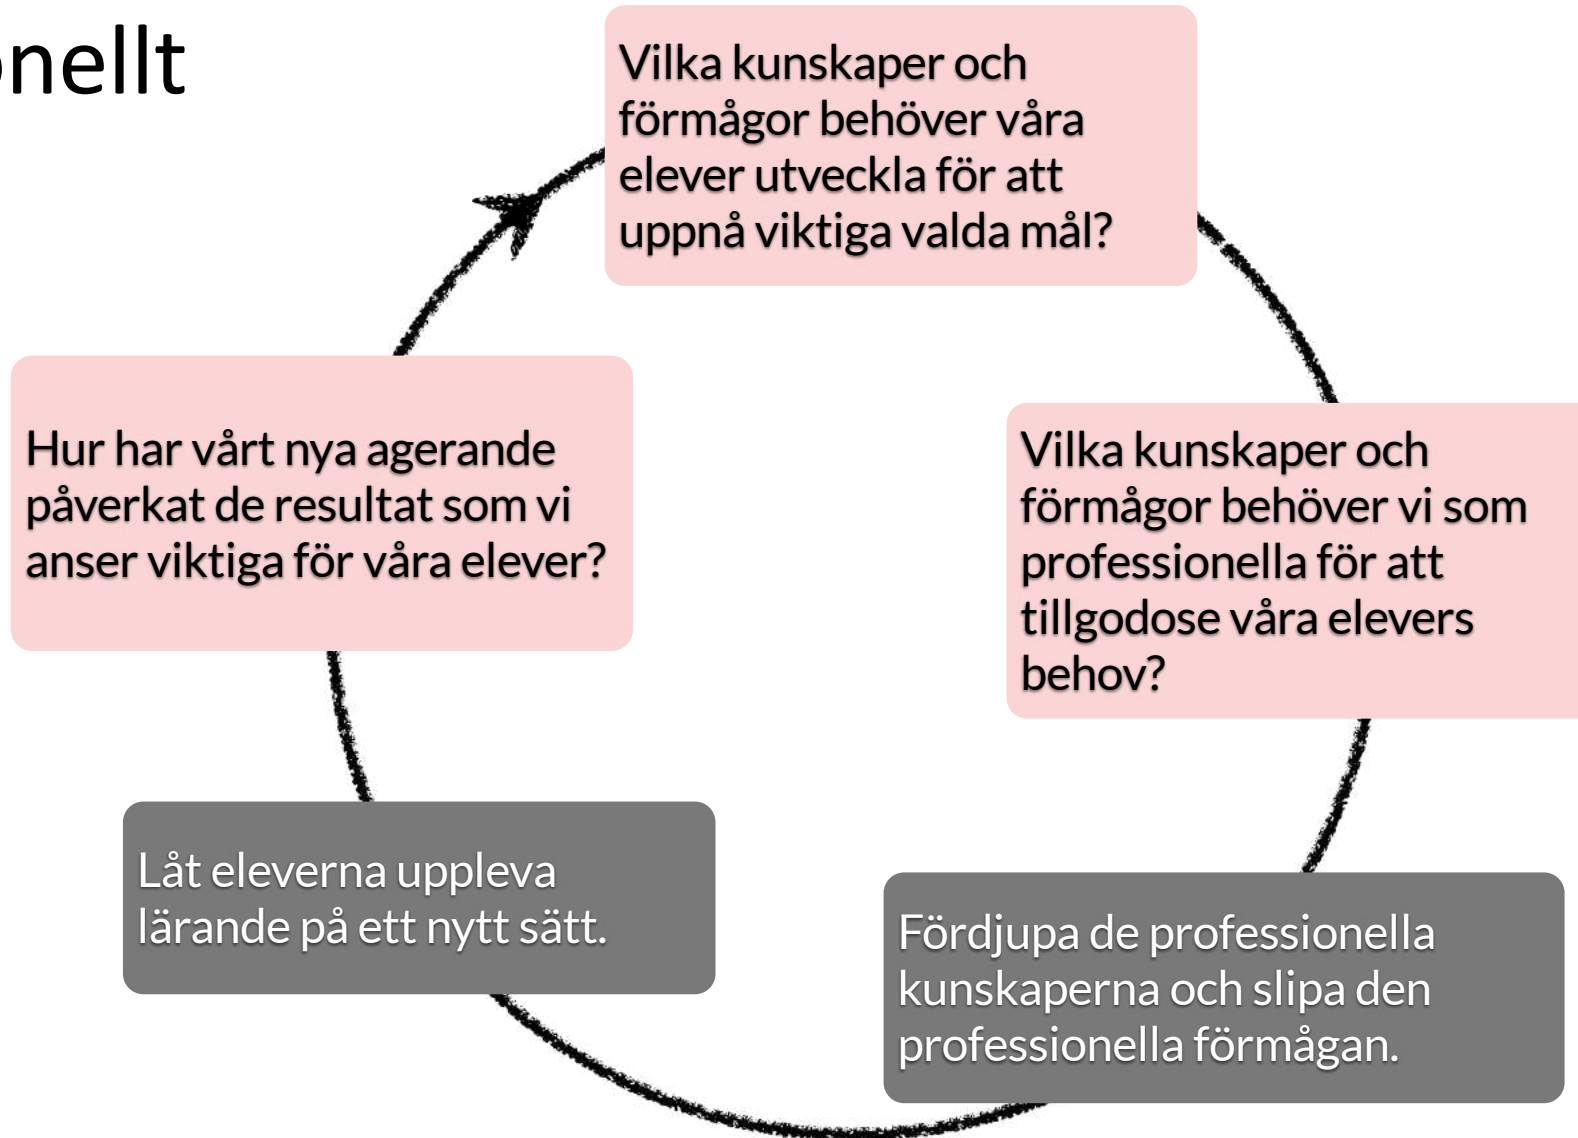 onellt
Vilka kunskaper och
förmågor behöver våra
elever utveckla för att
uppnå viktiga valda mål?
Vilka kunskaper och
förmågor behöver vi som
professionella för att
tillgodose våra elevers
behov?
Fördjupa de professionella
kunskaperna och slipa den
professionella förmågan.
Låt eleverna uppleva
lärande på ett nytt sätt.
Hur har vårt nya agerande
påverkat de resultat som vi
anser viktiga för våra elever?